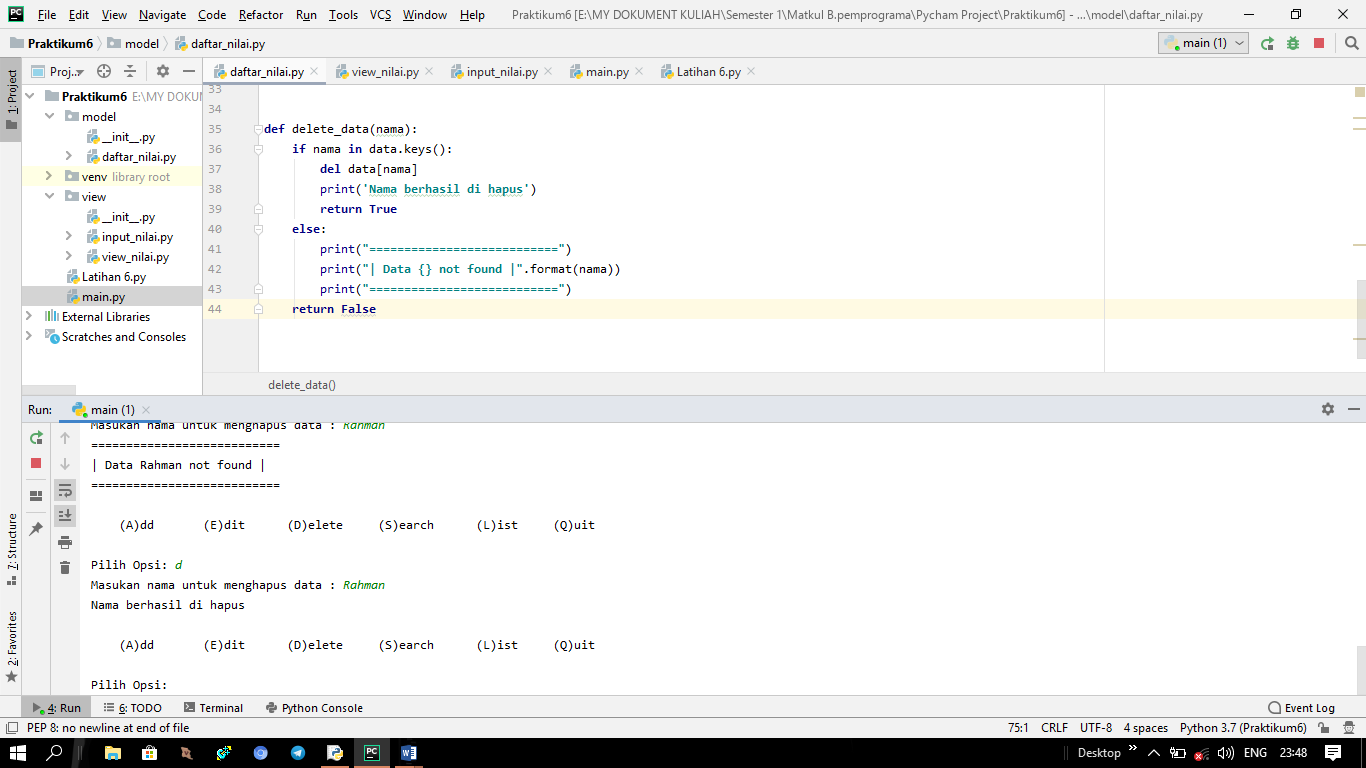 File Edit View Navigate Code Refactor Run Tools VCS Window Help Praktikum6 [E:\MY DOKUMENT KULIAH\Semester 1\Matkul B.pemprograma\Pycham Project\Praktikum6] - ...\model\daftar_nilai.py
Praktikum6 model daftar_nilai.py main (1)
1: Project
Proj.. daftar_nilai.py view_nilai.py input_nilai.py main.py Latihan 6.py
Praktikum6 E:\MY DOKU
model
__init__.py
daftar_nilai.py
venv library root
view
__init__.py
input_nilai.py
view_nilai.py
Latihan 6.py
main.py
External Libraries
Scratches and Consoles
33
34
35 def delete_data(nama):
36 if nama in data.keys():
37 del data[nama]
38 print('Nama berhasil di hapus')
39 return True
40 else:
41 print("===========================")
42 print("| Data {} not found |".format(nama))
43 print("===========================")
44 return False
delete_data()
Run: main (1)
Masukan nama untuk menghapus data : Rahman
===========================
| Data Rahman not found |
===========================
(A)dd (E)dit (D)elete (S)earch (L)ist (Q)uit
Pilih Opsi: d
Masukan nama untuk menghapus data : Rahman
Nama berhasil di hapus
(A)dd (E)dit (D)elete (S)earch (L)ist (Q)uit
Pilih Opsi:
Z: Structure
2: Favorites
4: Run 6: TODO Terminal Python Console Event Log
PEP 8: no newline at end of file 75:1 CRLF UTF-8 4 spaces Python 3.7 (Praktikum6)
Desktop ENG 23:48